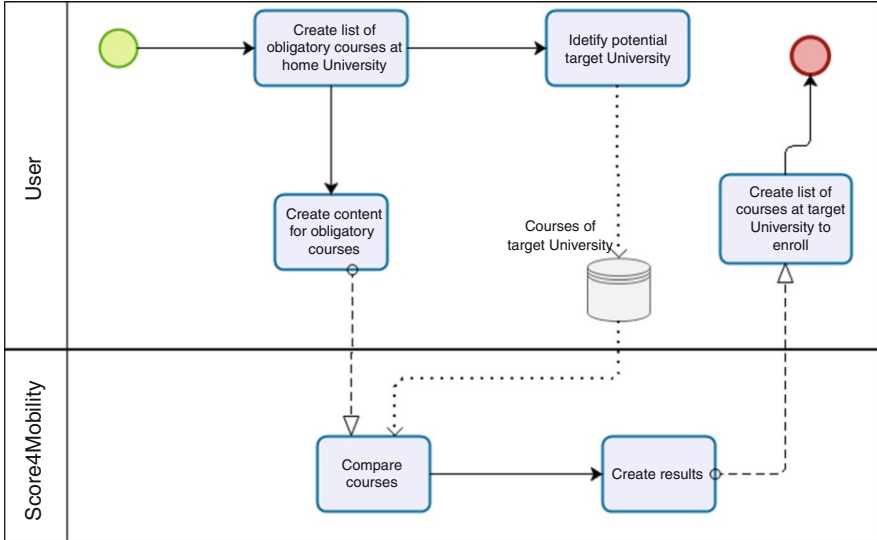 User
Create list of
obligatory courses at
home University
Idetify potential
target University
Create content
for obligatory
courses
Courses of
target University
Create list of
courses at target
University to
enroll
Score4Mobility
Compare
courses
Create results